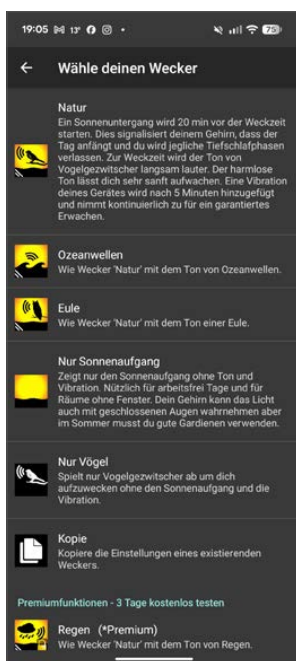 19:05 13°
75
Wähle deinen Wecker
Natur
Ein Sonnenuntergang wird 20 min vor der Weckzeit
starten. Dies signalisiert deinem Gehirn, dass der
Tag anfängt und du wird jegliche Tiefschlafphasen
verlassen. Zur Weckzeit wird der Ton von
Vogelgezwitscher langsam lauter. Der harmlose
Ton lässt dich sehr sanft aufwachen. Eine Vibration
deines Gerätes wird nach 5 Minuten hinzugefügt
und nimmt kontinuierlich zu für ein garantiertes
Erwachen.
Ozeanwellen
Wie Wecker 'Natur' mit dem Ton von Ozeanwellen.
Eule
Wie Wecker 'Natur' mit dem Ton einer Eule.
Nur Sonnenaufgang
Zeigt nur den Sonnenaufgang ohne Ton und
Vibration. Nützlich für arbeitsfrei Tage und für
Räume ohne Fenster. Dein Gehirn kann das Licht
auch mit geschlossenen Augen wahrnehmen aber
im Sommer musst du gute Gardienen verwenden.
Nur Vögel
Spielt nur Vogelgezwitscher ab um dich
aufzuwecken ohne den Sonnenaufgang und die
Vibration.
Kopie
Kopiere die Einstellungen eines existierenden
Weckers.
Premiumfunktionen - 3 Tage kostenlos testen
Regen (*Premium)
Wie Wecker 'Natur' mit dem Ton von Regen.